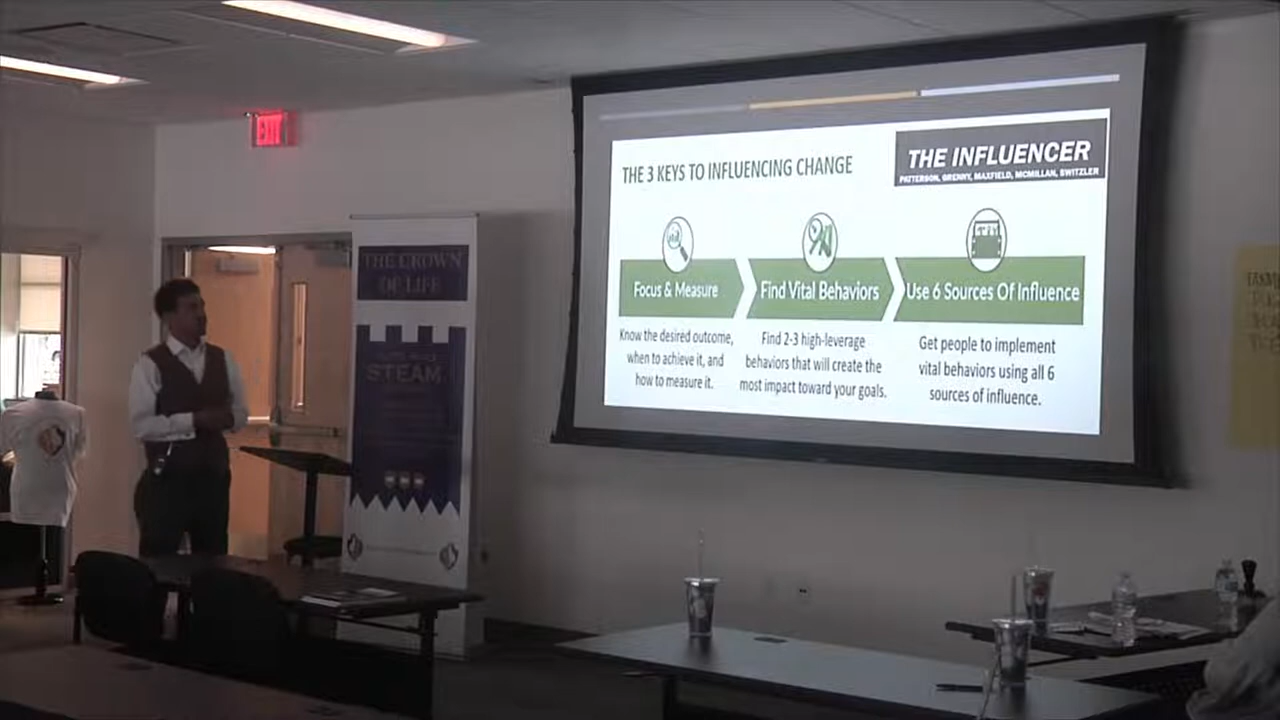 EXIT
THE CROWN
OF LIFE
STEAM
THE 3 KEYS TO INFLUENCING CHANGE
THE INFLUENCER
PATTERSON, GRENNY, MAXFIELD, MCMILLAN, SWITZLER
Focus & Measure
Find Vital Behaviors
Use 6 Sources Of Influence
Know the desired outcome,
when to achieve it, and
how to measure it.
Find 2-3 high-leverage
behaviors that will create the
most impact toward your goals.
Get people to implement
vital behaviors using all 6
sources of influence.